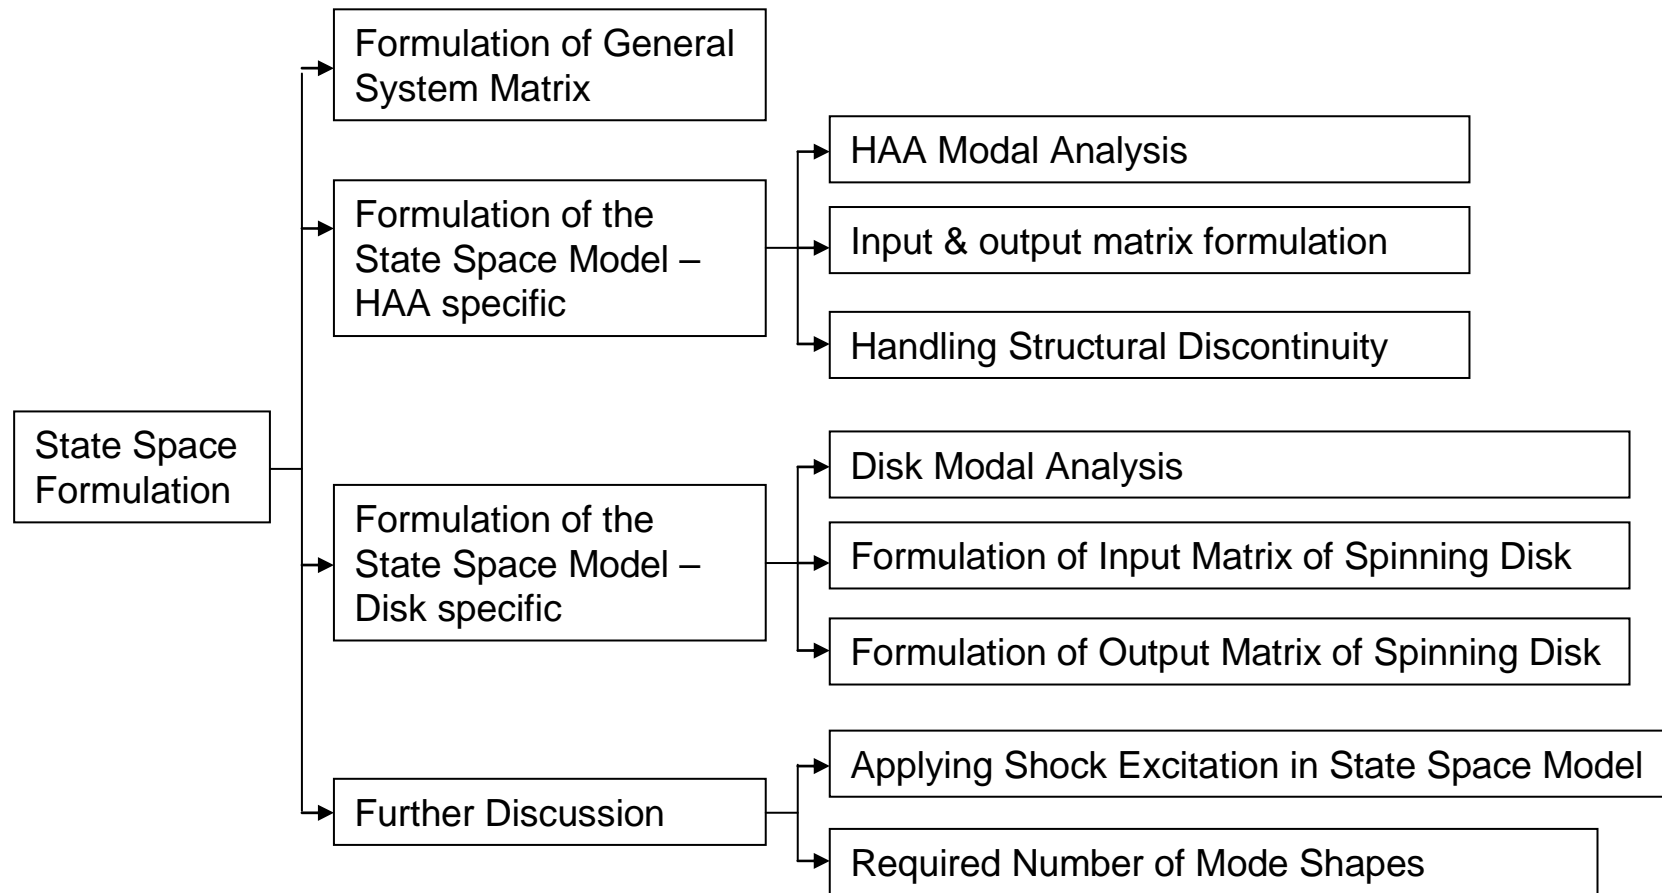 State Space
Formulation
Formulation of General
System Matrix
Formulation of the
State Space Model –
HAA specific
HAA Modal Analysis
Input & output matrix formulation
Handling Structural Discontinuity
Formulation of the
State Space Model –
Disk specific
Disk Modal Analysis
Formulation of Input Matrix of Spinning Disk
Formulation of Output Matrix of Spinning Disk
Further Discussion
Applying Shock Excitation in State Space Model
Required Number of Mode Shapes